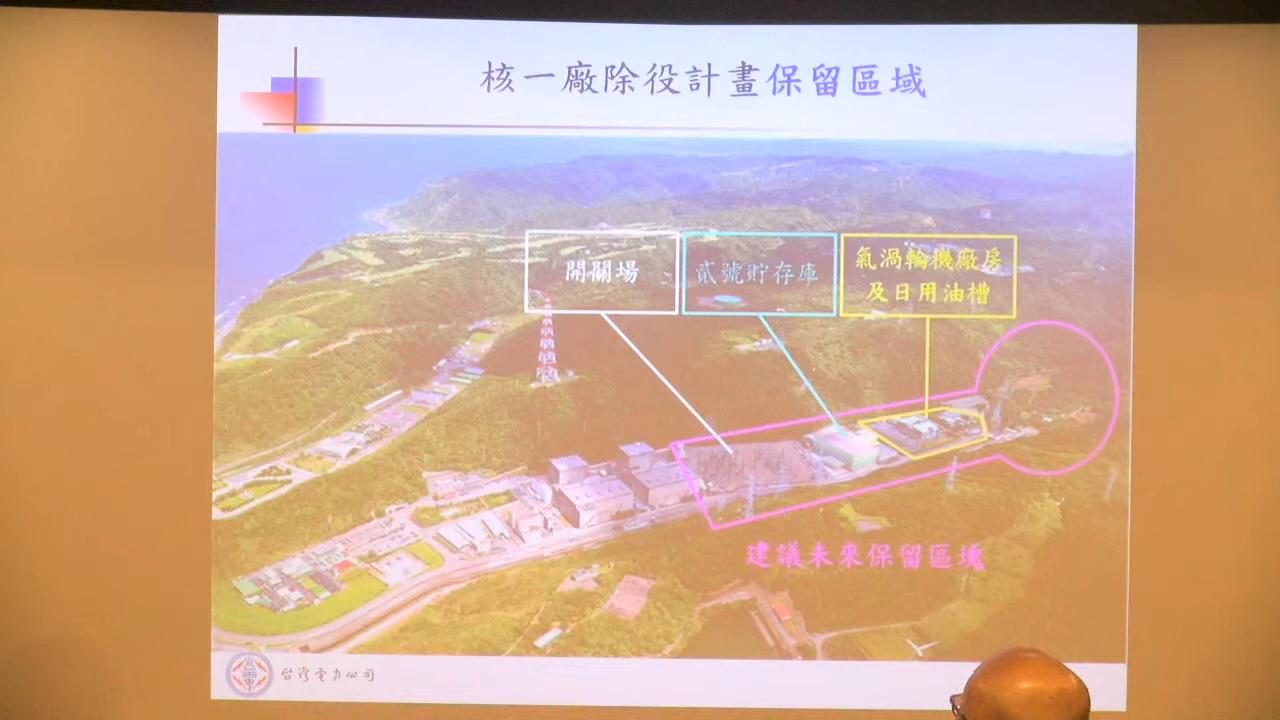 核一廠除役計畫保留區域
開關場
貳號貯存庫
氣渦輪機廠房
及日用油槽
建議未來保留區塊
台灣電力公司